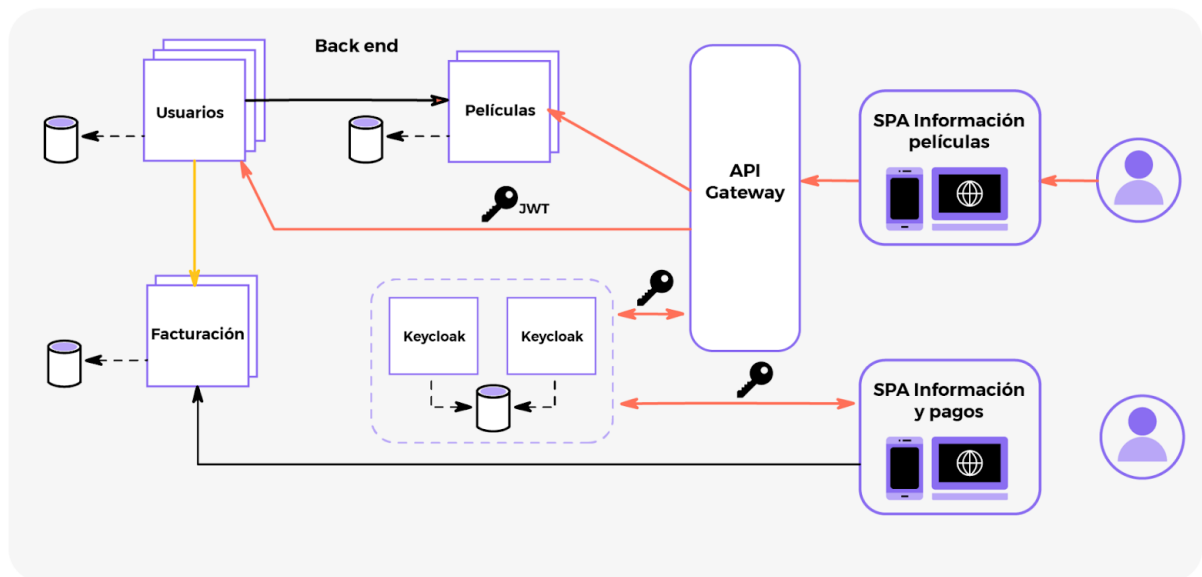 Back end
Usuarios
Películas
API
Gateway
SPA Información
películas
JWT
Facturación
Keycloak
Keycloak
SPA Información
y pagos